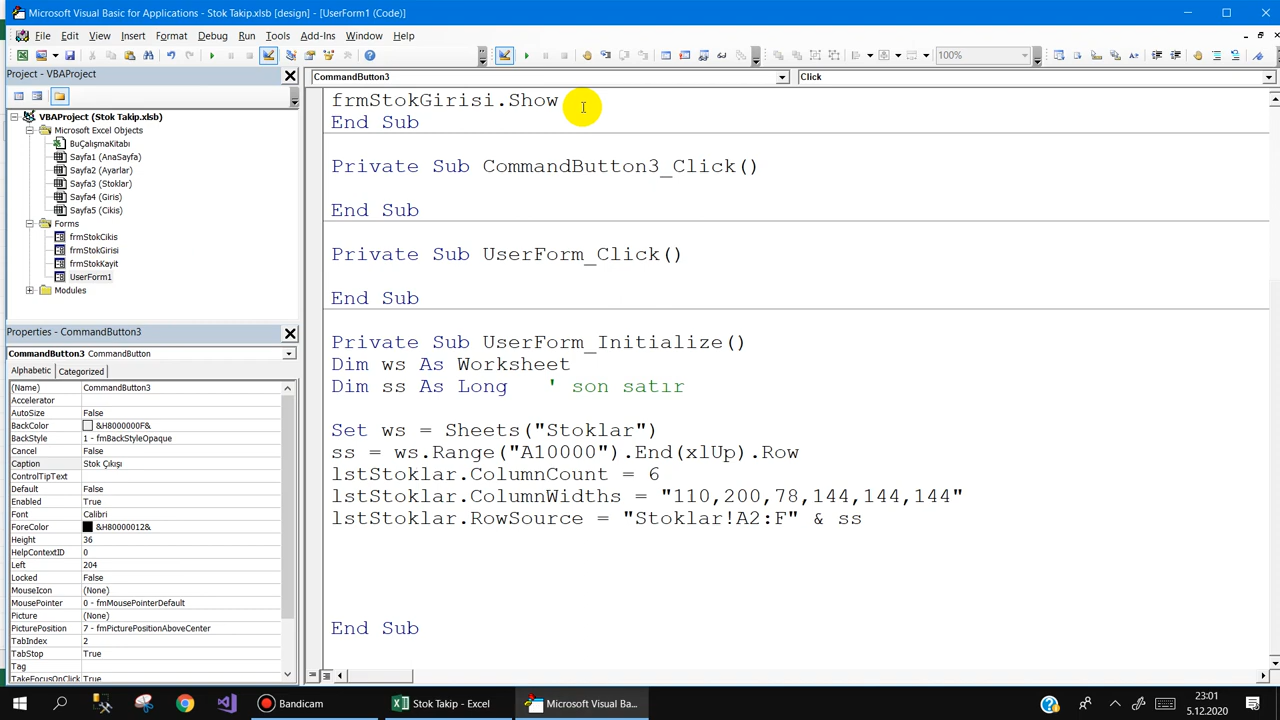 Microsoft Visual Basic for Applications - Stok Takip.xlsb [design] - [UserForm1 (Code)]
File Edit View Insert Format Debug Run Tools Add-Ins Window Help
100%
Project - VBAProject
VBAProject (Stok Takip.xlsb)
Microsoft Excel Objects
BuÇalışmaKitabı
Sayfa1 (AnaSayfa)
Sayfa2 (Ayarlar)
Sayfa3 (Stoklar)
Sayfa4 (Giris)
Sayfa5 (Cikis)
Forms
frmStokCikis
frmStokGirisi
frmStokKayit
UserForm1
Modules
Properties - CommandButton3
CommandButton3 CommandButton
Alphabetic Categorized
(Name) CommandButton3
Accelerator
AutoSize False
BackColor &H8000000F&
BackStyle 1 - fmBackStyleOpaque
Cancel False
Caption Stok Çıkışı
ControlTipText
Default False
Enabled True
Font Calibri
ForeColor &H80000012&
Height 36
HelpContextID 0
Left 204
Locked False
MouseIcon (None)
MousePointer 0 - fmMousePointerDefault
Picture (None)
PicturePosition 7 - fmPicturePositionAboveCenter
TabIndex 2
TabStop True
Tag
TakeFocusOnClick True
CommandButton3 Click
frmStokGirisi.Show
End Sub
Private Sub CommandButton3_Click()
End Sub
Private Sub UserForm_Click()
End Sub
Private Sub UserForm_Initialize()
Dim ws As Worksheet
Dim ss As Long ' son satır
Set ws = Sheets("Stoklar")
ss = ws.Range("A10000").End(xlUp).Row
lstStoklar.ColumnCount = 6
lstStoklar.ColumnWidths = "110,200,78,144,144,144"
lstStoklar.RowSource = "Stoklar!A2:F" & ss
End Sub
Bandicam
Stok Takip - Excel
Microsoft Visual Ba...
23:01
5.12.2020